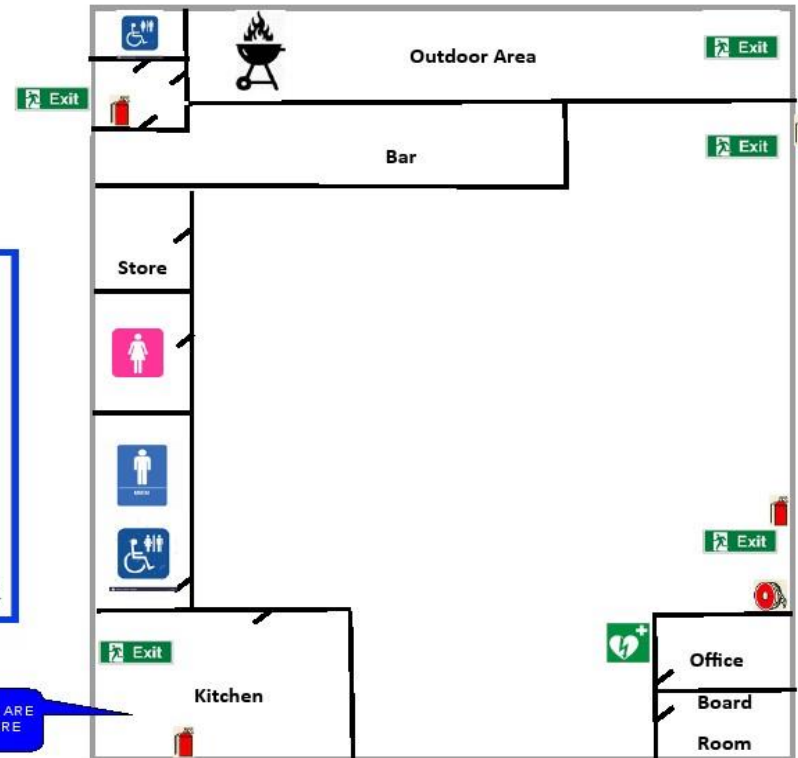 Exit
Outdoor Area
Exit
Exit
Bar
Store
Exit
Exit
Office
Kitchen
Board
Room
ARE
RE